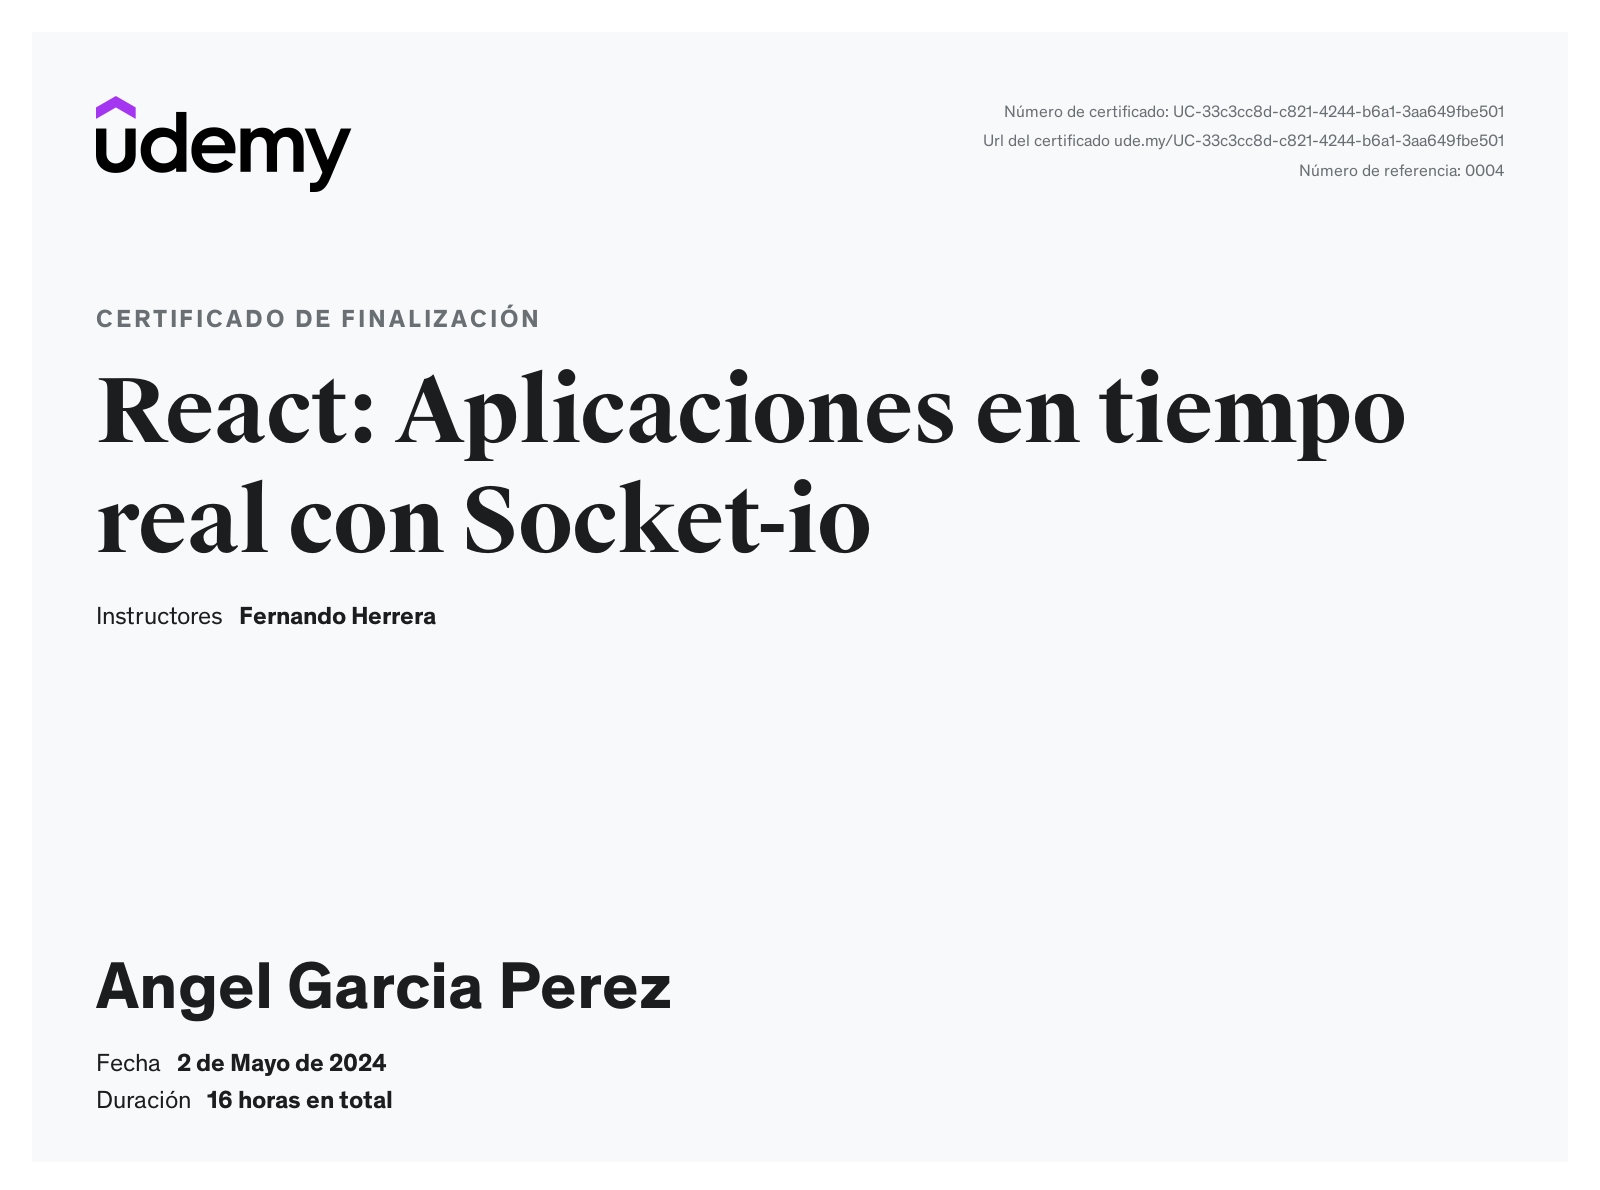 udemy
Número de certificado: UC-33c3cc8d-c821-4244-b6a1-3aa649fbe501
Url del certificado ude.my/UC-33c3cc8d-c821-4244-b6a1-3aa649fbe501
Número de referencia: 0004
CERTIFICADO DE FINALIZACIÓN
React: Aplicaciones en tiempo
real con Socket-io
Instructores Fernando Herrera
Angel Garcia Perez
Fecha 2 de Mayo de 2024
Duración 16 horas en total